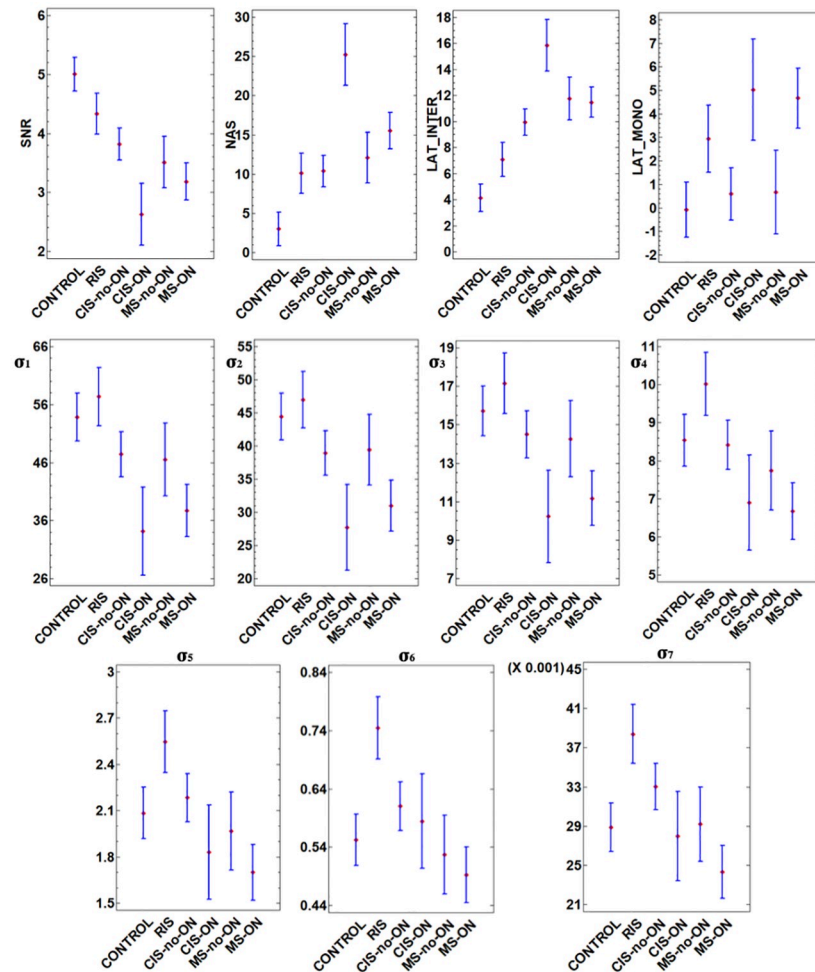 SNR
6
5
4
3
2
CONTROL
RIS
CIS-no-ON
CIS-ON
MS-no-ON
MS-ON
NAS
30
25
20
15
10
5
0
CONTROL
RIS
CIS-no-ON
CIS-ON
MS-no-ON
MS-ON
LAT_INTER
18
16
14
12
10
8
6
4
2
0
CONTROL
RIS
CIS-no-ON
CIS-ON
MS-no-ON
MS-ON
LAT_MONO
8
7
6
5
4
3
2
1
0
-1
-2
CONTROL
RIS
CIS-no-ON
CIS-ON
MS-no-ON
MS-ON
σ1
66
56
46
36
26
CONTROL
RIS
CIS-no-ON
CIS-ON
MS-no-ON
MS-ON
σ2
55
50
45
40
35
30
25
20
CONTROL
RIS
CIS-no-ON
CIS-ON
MS-no-ON
MS-ON
σ3
19
17
15
13
11
9
7
CONTROL
RIS
CIS-no-ON
CIS-ON
MS-no-ON
MS-ON
σ4
11
10
9
8
7
6
5
CONTROL
RIS
CIS-no-ON
CIS-ON
MS-no-ON
MS-ON
σ5
3
2.7
2.4
2.1
1.8
1.5
CONTROL
RIS
CIS-no-ON
CIS-ON
MS-no-ON
MS-ON
σ6
0.84
0.74
0.64
0.54
0.44
CONTROL
RIS
CIS-no-ON
CIS-ON
MS-no-ON
MS-ON
(X 0.001)
σ7
45
41
37
33
29
25
21
CONTROL
RIS
CIS-no-ON
CIS-ON
MS-no-ON
MS-ON